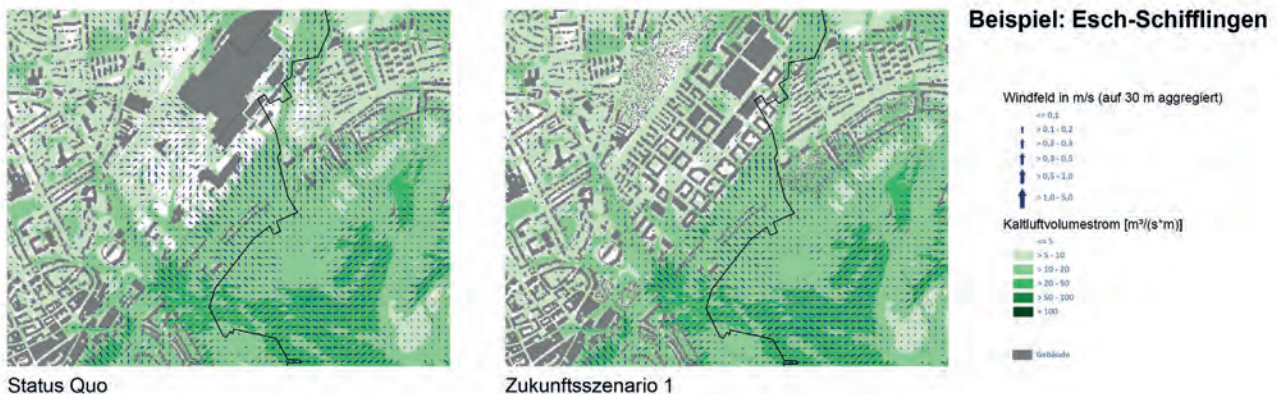 Beispiel: Esch-Schifflingen
Windfeld in m/s (auf 30 m aggregiert)
<= 0,1
> 0,1 - 0,2
> 0,2 - 0,3
> 0,3 - 0,5
> 0,5 - 1,0
> 1,0 - 5,0
Kaltluftvolumestrom [m³/(s*m)]
<= 5
> 5 - 10
> 10 - 20
> 20 - 50
> 50 - 100
> 100
Gebäude
Status Quo
Zukunftsszenario 1